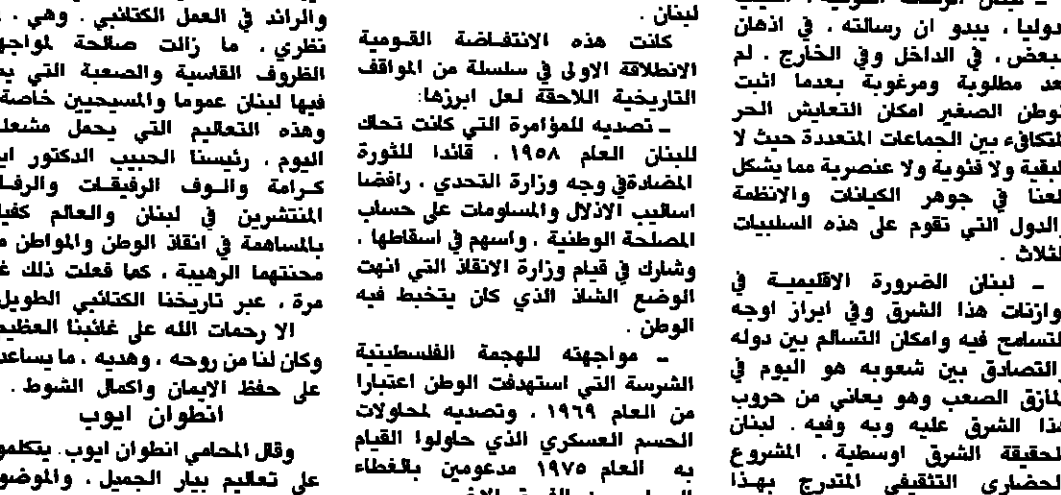 دوليا ، يبدو ان رسالته ، في اذهان
البعض ، في الداخل وفي الخارج . لم
تعد مطلوبة ومرغوبة بعدما اثبت
الوطن الصغير امكان التعايش الحر
المتكافىء بين الجماعات المتعددة حيث لا
طبقية ولا فئوية ولا عنصرية مما يشكل
طعنا في جوهر الكيانات والانظمة
والدول التي تقوم على هذه السلبيات
الثلاث .
ـ لبنان الضرورة الاقليمية في
توازنات هذا الشرق وفي ابراز اوجه
التسامح فيه وامكان التسالم بين دوله
والتصادق بين شعوبه هو اليوم في
المازق الصعب وهو يعاني من حروب
هذا الشرق عليه وبه وفيه . لبنان
الحقيقة الشرق اوسطية ، المشروع
الحضاري التثقيفي المتدرج بهذا
لبنان .
كانت هذه الانتفاضة القومية
الانطلاقة الاولى في سلسلة من المواقف
التاريخية اللاحقة لعل ابرزها:
ـ تصديه للمؤامرة التي كانت تحاك
للبنان العام ١٩٥٨ ، قائدا للثورة
المضادة في وجه وزارة التحدي ، رافضا
اساليب الاذلال والمساومات على حساب
المصلحة الوطنية ، واسهم في اسقاطها ،
وشارك في قيام وزارة الانقاذ التي انهت
الوضع الشاذ الذي كان يتخبط فيه
الوطن .
ـ مواجهته للهجمة الفلسطينية
الشرسة التي استهدفت الوطن اعتبارا
من العام ١٩٦٩ ، وتصديه لمحاولات
الحسم العسكري الذي حاولوا القيام
به العام ١٩٧٥ مدعومين بالغطاء
والرائد في العمل الكتائبي . وهي ،
نظري ، ما زالت صالحة لمواجه
الظروف القاسية والصعبة التي
فيها لبنان عموما والمسيحيين خاصة
وهذه التعاليم التي يحمل مشعل
اليوم ، رئيسنا الحبيب الدكتور
كرامة والوف الرفيقات والرفا
المنتشرين في لبنان والعالم كفي
بالمساهمة في انقاذ الوطن والمواطن
محنتهما الرهيبة ، كما فعلت ذلك
مرة ، عبر تاريخنا الكتائبي الطويل
الا رحمات الله على غائبنا العظيم
وكان لنا من روحه ، وهديه ، ما يساعد
على حفظ الايمان واكمال الشوط .
انطوان ايوب
وقال المحامي انطوان ايوب. يتكلمو
على تعاليم بيار الجميل ، والموضو